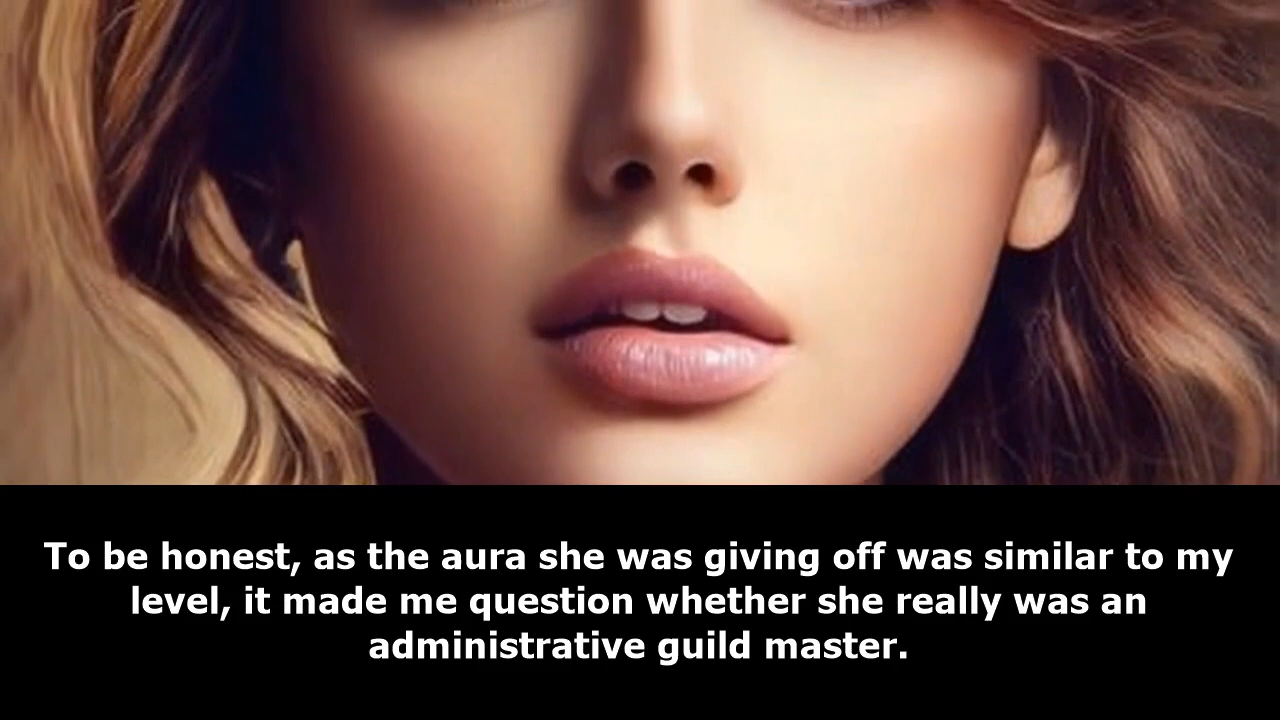 To be honest, as the aura she was giving off was similar to my
level, it made me question whether she really was an
administrative guild master.